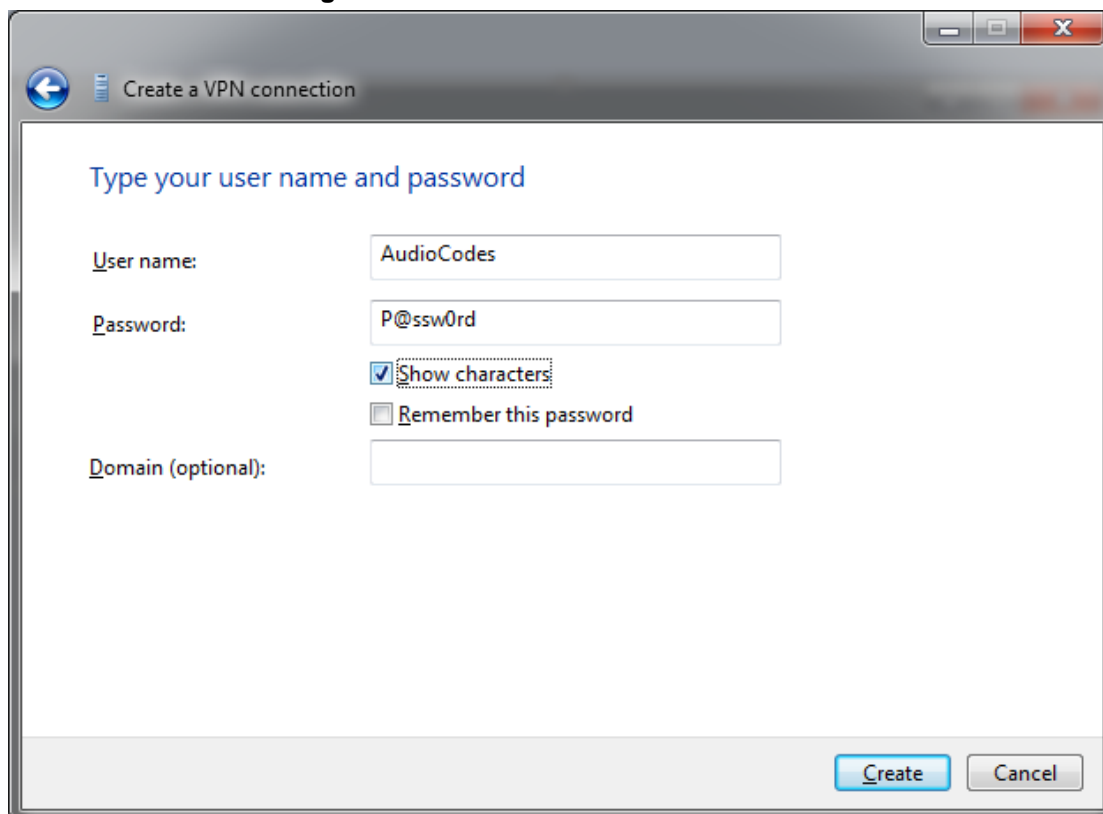 Create a VPN connection
Type your user name and password
User name: AudioCodes
Password: P@ssw0rd
Show characters
Remember this password
Domain (optional):
Create Cancel